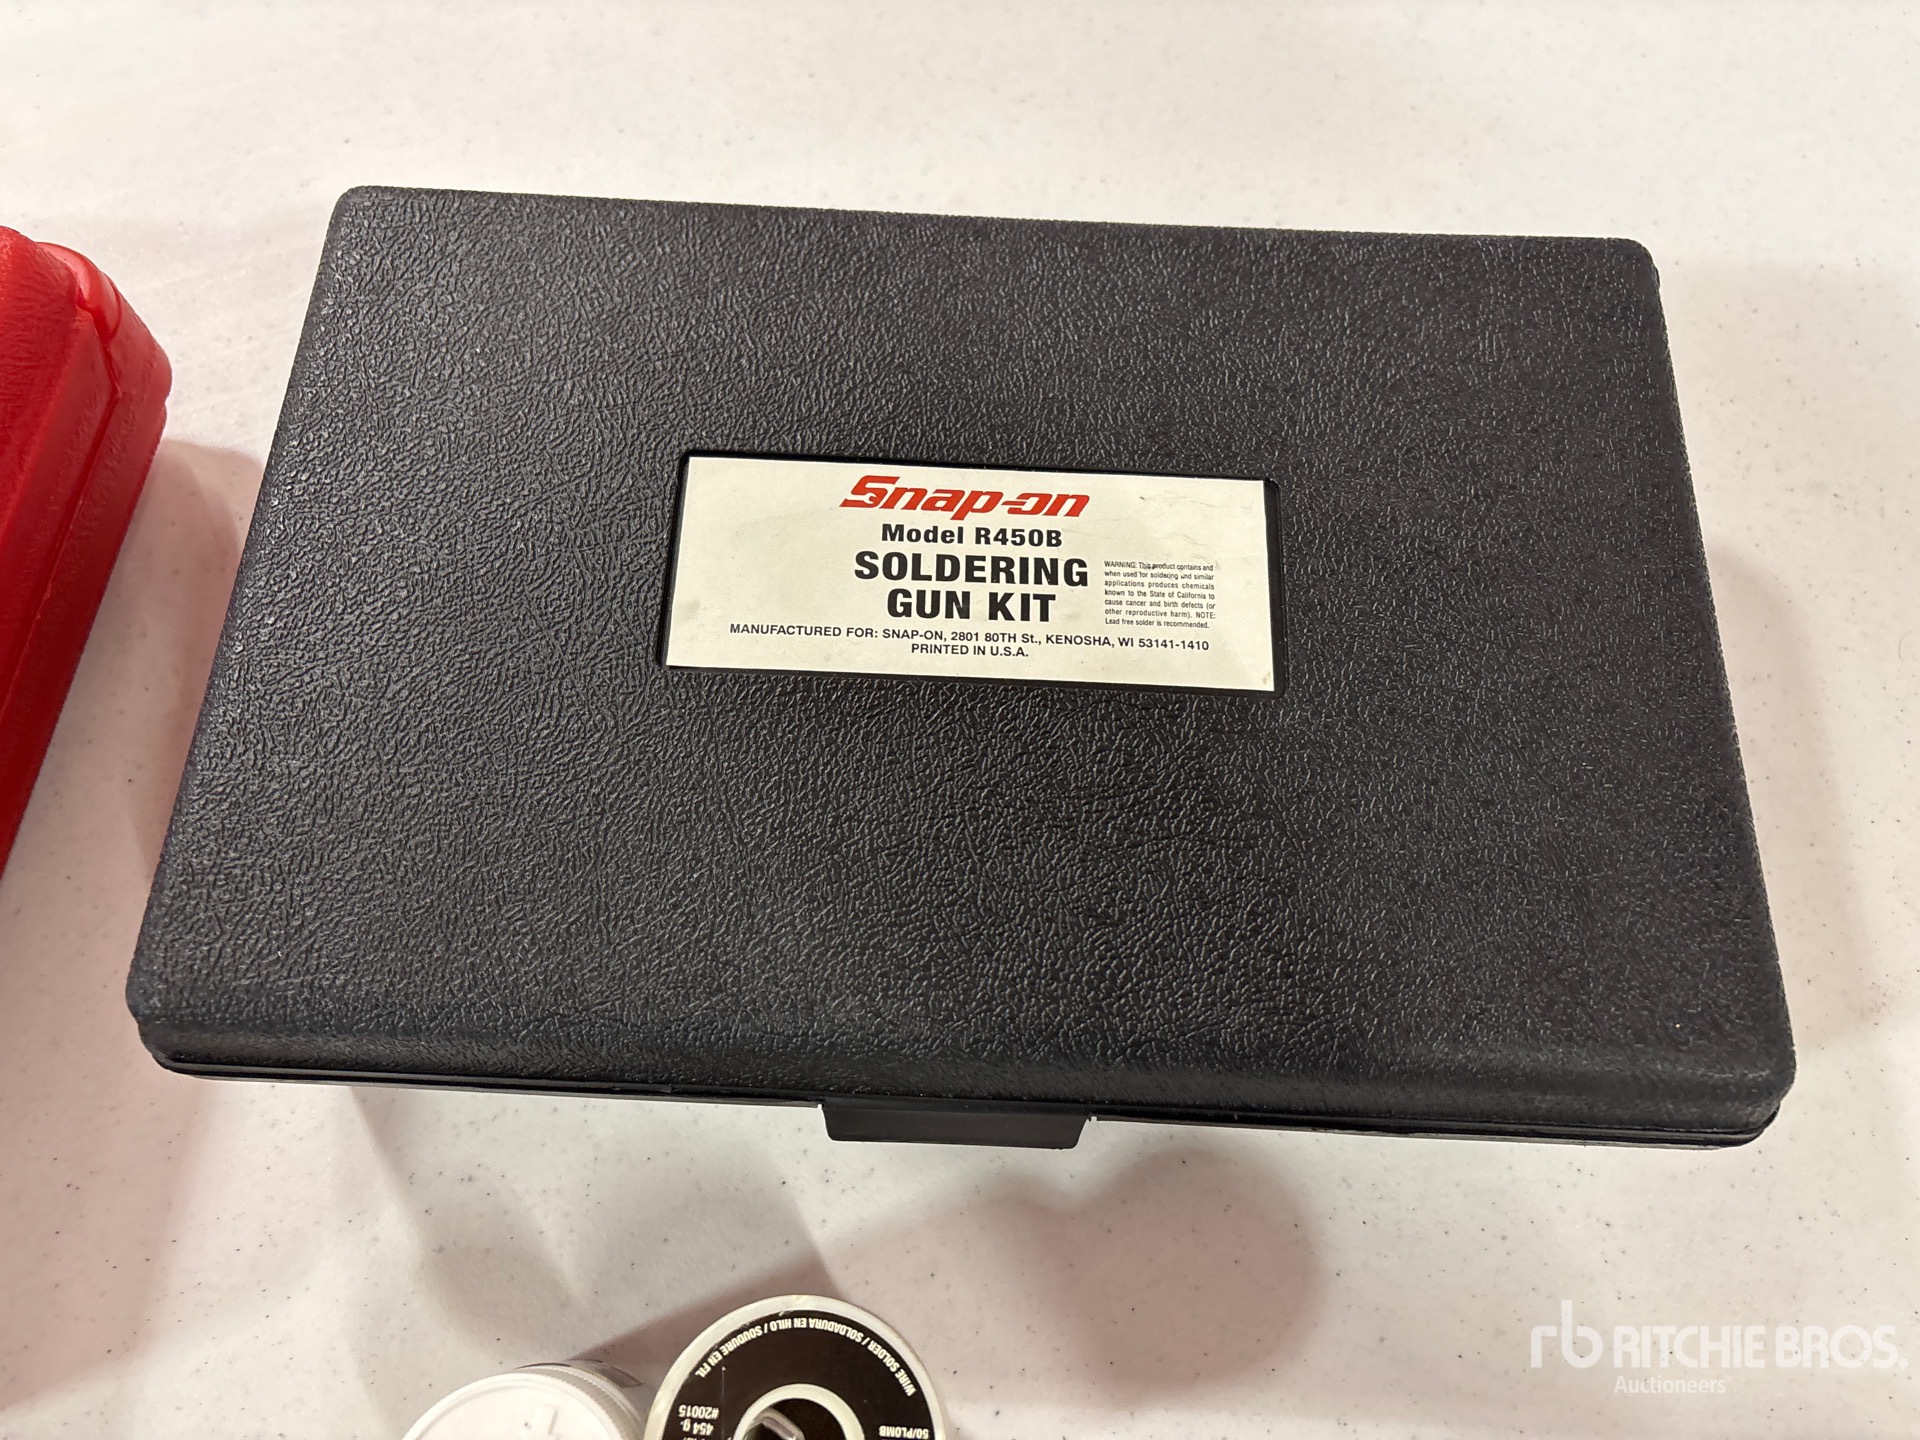 Snap-on
Model R450B
SOLDERING
GUN KIT
WARNING: This product contains and
when used for soldering and similar
applications produces chemicals
known to the State of California to
cause cancer and birth defects (or
other reproductive harm). NOTE:
Lead free solder is recommended.
MANUFACTURED FOR: SNAP-ON, 2801 80TH St., KENOSHA, WI 53141-1410
PRINTED IN U.S.A.
WIRE SOLDER / SOLDADURA EN HILO / SOUDURE EN FIL
50/PLOMB
454 g.
#20015
rb RITCHIE BROS.
Auctioneers